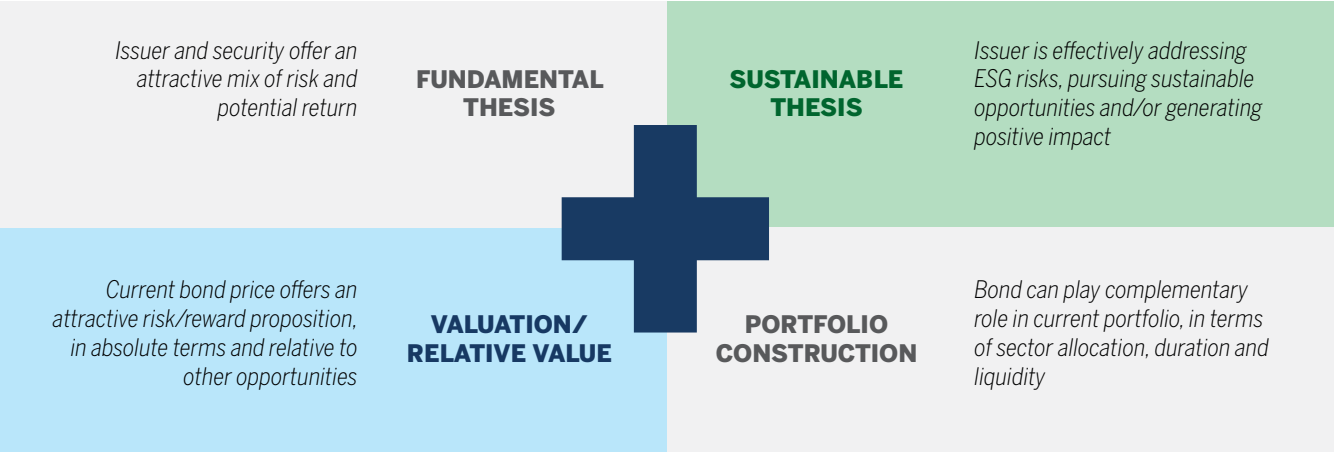 Issuer and security offer an
attractive mix of risk and
potential return
FUNDAMENTAL
THESIS
SUSTAINABLE
THESIS
Issuer is effectively addressing
ESG risks, pursuing sustainable
opportunities and/or generating
positive impact
Current bond price offers an
attractive risk/reward proposition,
in absolute terms and relative to
other opportunities
VALUATION/
RELATIVE VALUE
PORTFOLIO
CONSTRUCTION
Bond can play complementary
role in current portfolio, in terms
of sector allocation, duration and
liquidity